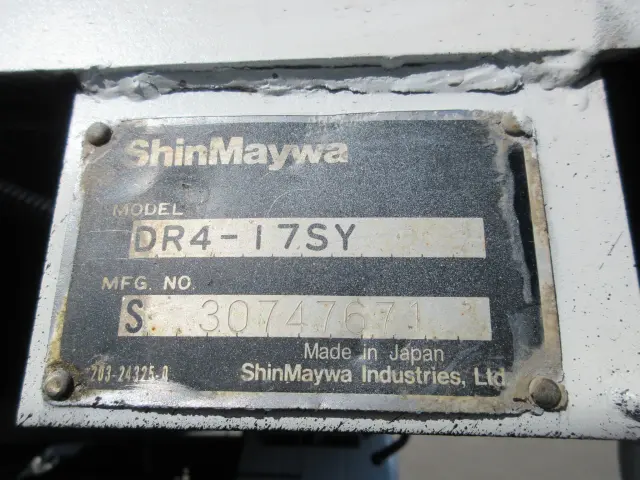 ShinMaywa
MODEL
DR4-17SY
MFG. NO.
S 30747671
Made in Japan
203-24325-0
ShinMaywa Industries, Ltd.